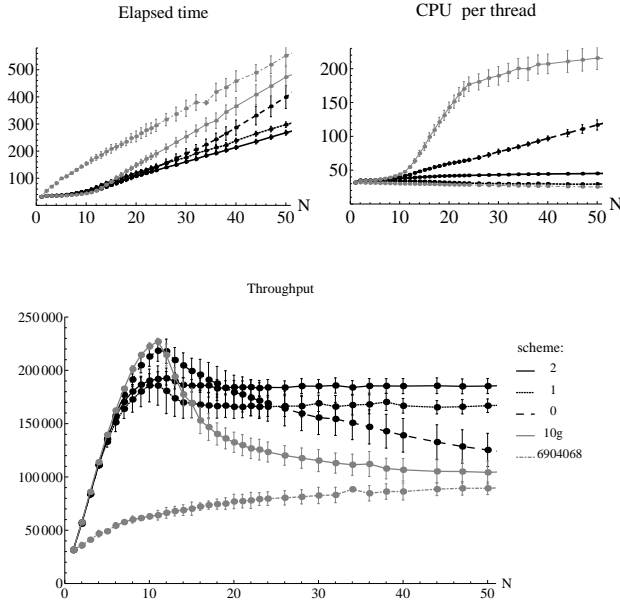 Elapsed time
CPU per thread
500
400
300
200
100
0 10 20 30 40 50 N
200
150
100
50
0 10 20 30 40 50 N
Throughput
250 000
200 000
150 000
100 000
50 000
0 10 20 30 40 50 N
scheme:
2
1
0
10g
6904068